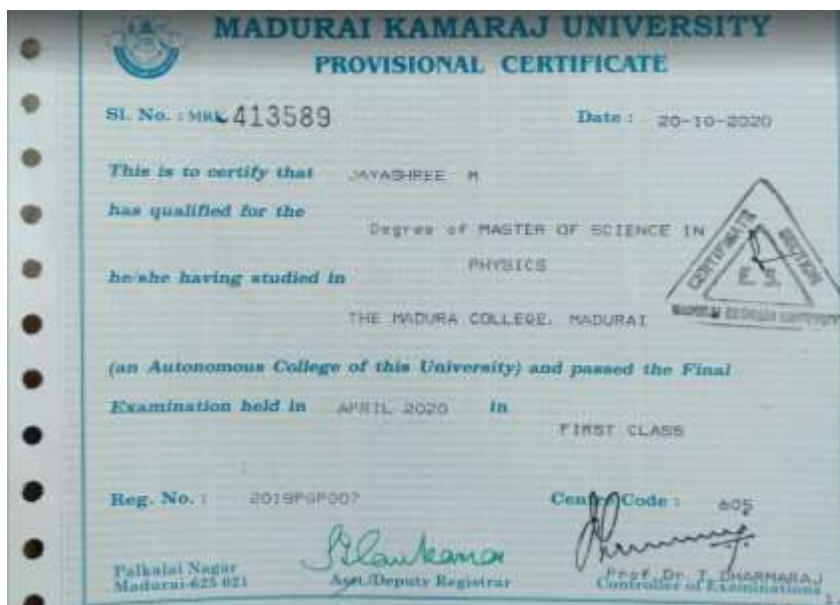 MADURAI KAMARAJ UNIVERSITY
PROVISIONAL CERTIFICATE
Sl. No. : MKU 413589 Date : 20-10-2020
This is to certify that JAYASHREE M
has qualified for the
Degree of MASTER OF SCIENCE IN
PHYSICS
he/she having studied in
THE MADURA COLLEGE, MADURAI
(an Autonomous College of this University) and passed the Final
Examination held in APRIL 2020 in
FIRST CLASS
Reg. No. : 2019PGP007 Centre Code : 605
Palkalai Nagar
Madurai-625 021
Asst./Deputy Registrar
Prof. Dr. T. DHARMARAJ
Controller of Examinations
CERTIFICATE SECTION
E. S.